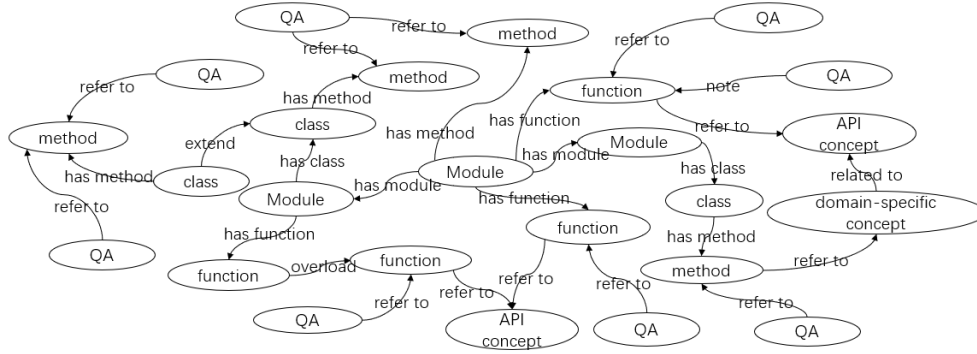 QA
refer to
method
QA
refer to
refer to
QA
refer to
method
has method
function
note
QA
method
has method
class
extend
has method
has function
refer to
API
concept
has method
class
has class
Module
has module
Module
has module
Module
has class
related to
refer to
has function
has function
class
domain-specific
concept
function
has method
QA
function
overload
function
refer to
method
refer to
refer to
refer to
refer to
QA
API
concept
QA
refer to
QA